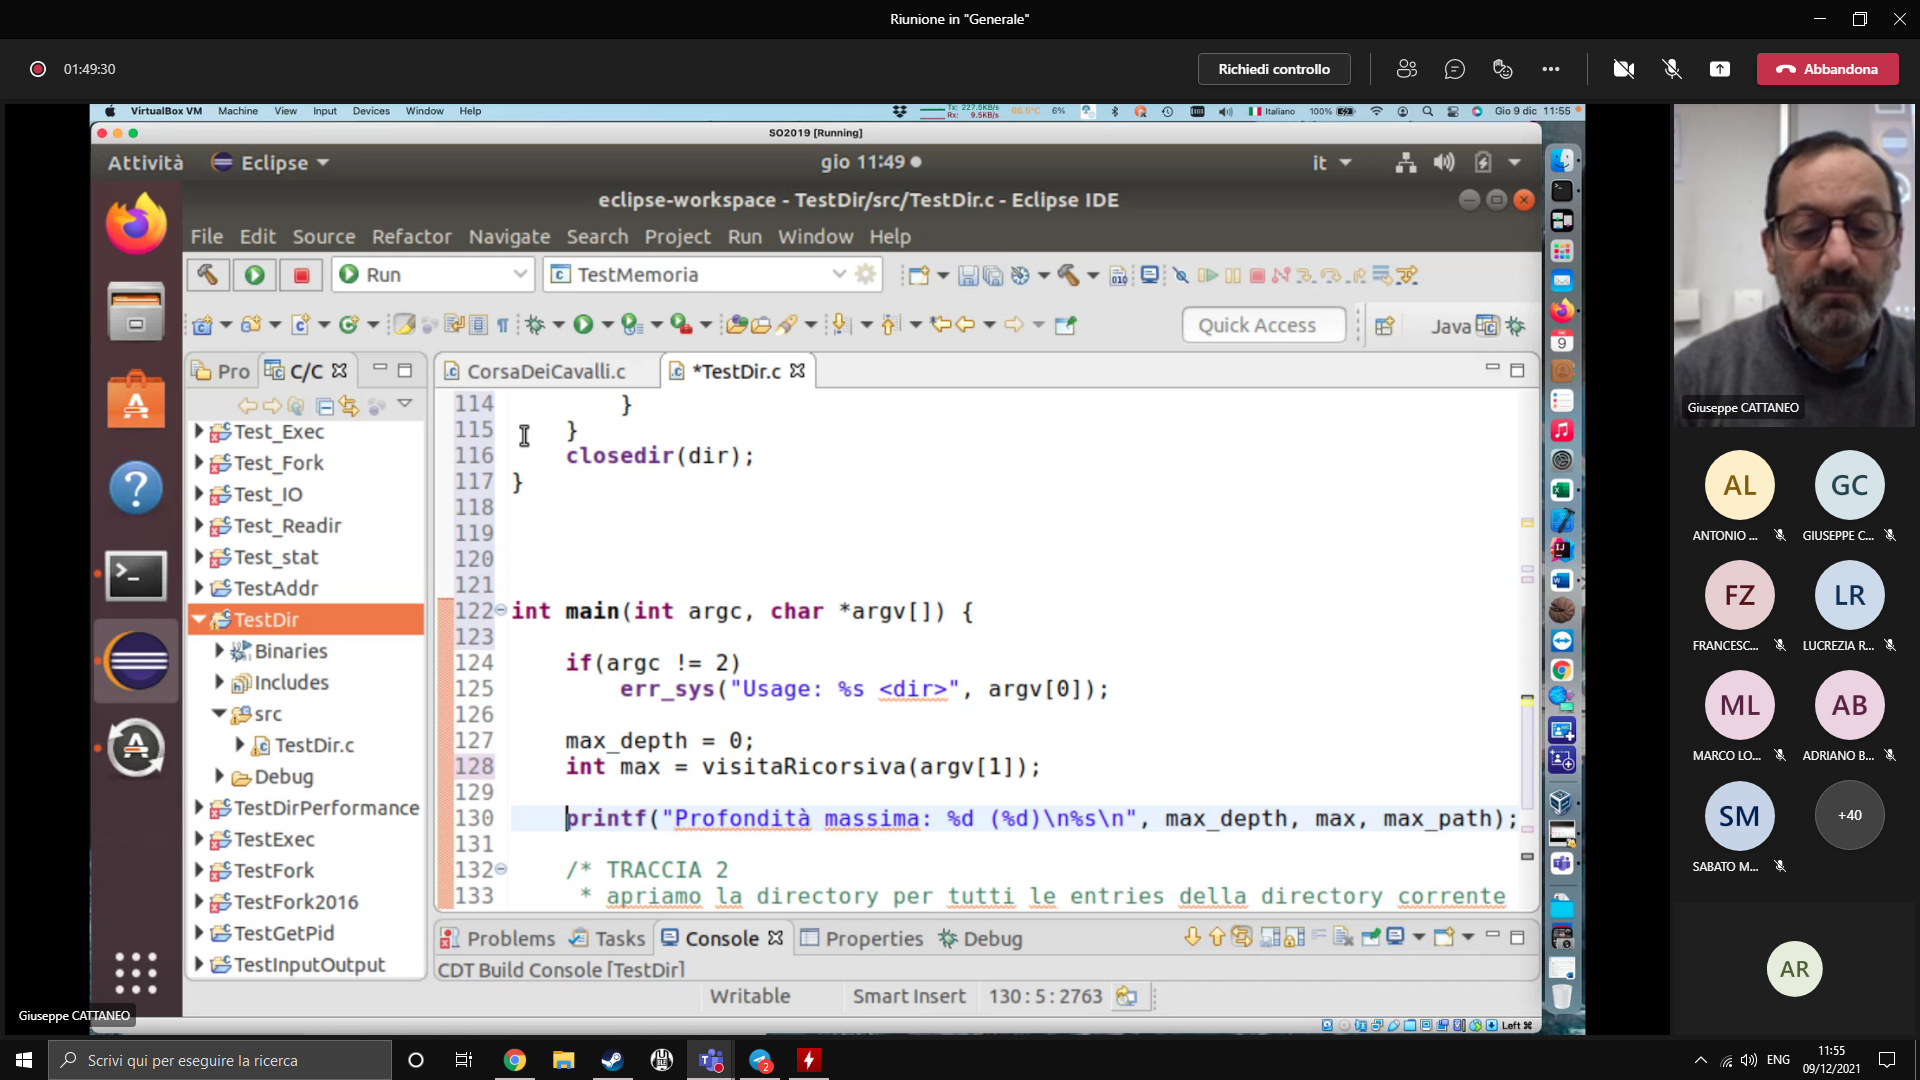 Riunione in "Generale"
01:49:30
Richiedi controllo
Abbandona
VirtualBox VM Machine View Input Devices Window Help
Tx: 227.5KB/s
Rx: 9.5KB/s
6%
Italiano 100% Gio 9 dic 11:55
SO2019 [Running]
Attività Eclipse gio 11:49 it
eclipse-workspace - TestDir/src/TestDir.c - Eclipse IDE
File Edit Source Refactor Navigate Search Project Run Window Help
Run TestMemoria
Quick Access Java
Pro C/C CorsaDeiCavalli.c *TestDir.c
Test_Exec
Test_Fork
Test_IO
Test_Readir
Test_stat
TestAddr
TestDir
Binaries
Includes
src
TestDir.c
Debug
TestDirPerformance
TestExec
TestFork
TestFork2016
TestGetPid
TestInputOutput
114 }
115 }
116 closedir(dir);
117 }
118
119
120
121
122 int main(int argc, char *argv[]) {
123
124 if(argc != 2)
125 err_sys("Usage: %s <dir>", argv[0]);
126
127 max_depth = 0;
128 int max = visitaRicorsiva(argv[1]);
129
130 printf("Profondità massima: %d (%d)\n%s\n", max_depth, max, max_path);
131
132 /* TRACCIA 2
133 * apriamo la directory per tutti le entries della directory corrente
Problems Tasks Console Properties Debug
CDT Build Console [TestDir]
Writable Smart Insert 130 : 5 : 2763
Left ⌘
Giuseppe CATTANEO
Giuseppe CATTANEO
AL GC
ANTONIO ... GIUSEPPE C...
FZ LR
FRANCESC... LUCREZIA R...
ML AB
MARCO LO... ADRIANO B...
SM +40
SABATO M...
AR
Scrivi qui per eseguire la ricerca
2
ENG
11:55
09/12/2021